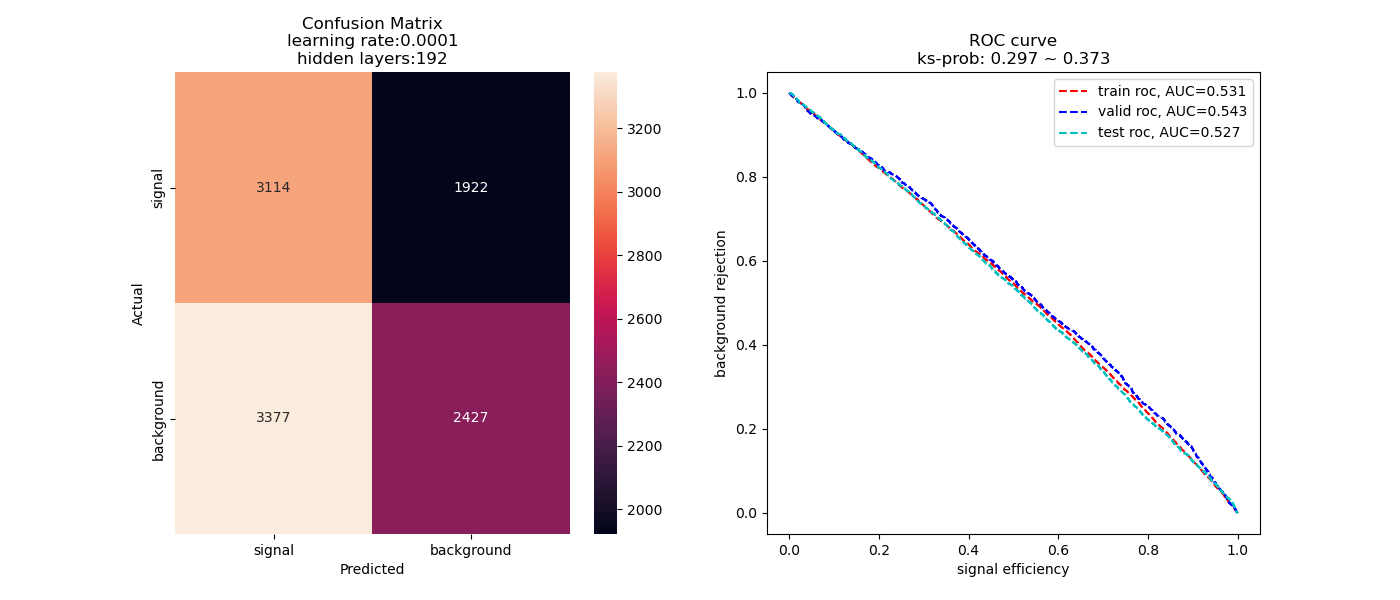 Confusion Matrix
learning rate:0.0001
hidden layers:192
signal
background
Actual
3114
1922
3377
2427
signal
background
Predicted
3200
3000
2800
2600
2400
2200
2000
ROC curve
ks-prob: 0.297 ~ 0.373
train roc, AUC=0.531
valid roc, AUC=0.543
test roc, AUC=0.527
background rejection
1.0
0.8
0.6
0.4
0.2
0.0
0.0 0.2 0.4 0.6 0.8 1.0
signal efficiency